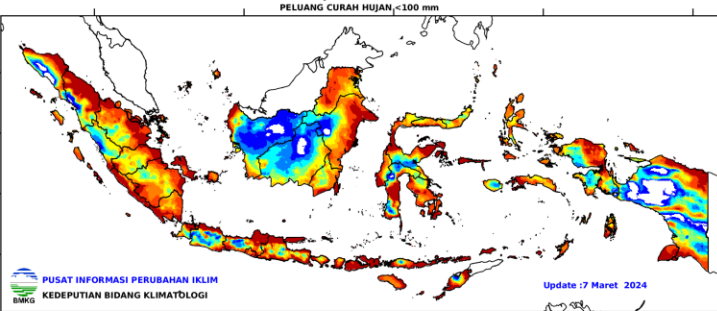 PELUANG CURAH HUJAN <100 mm
PUSAT INFORMASI PERUBAHAN IKLIM
KEDEPUTIAN BIDANG KLIMATOLOGI
BMKG
Update :7 Maret 2024